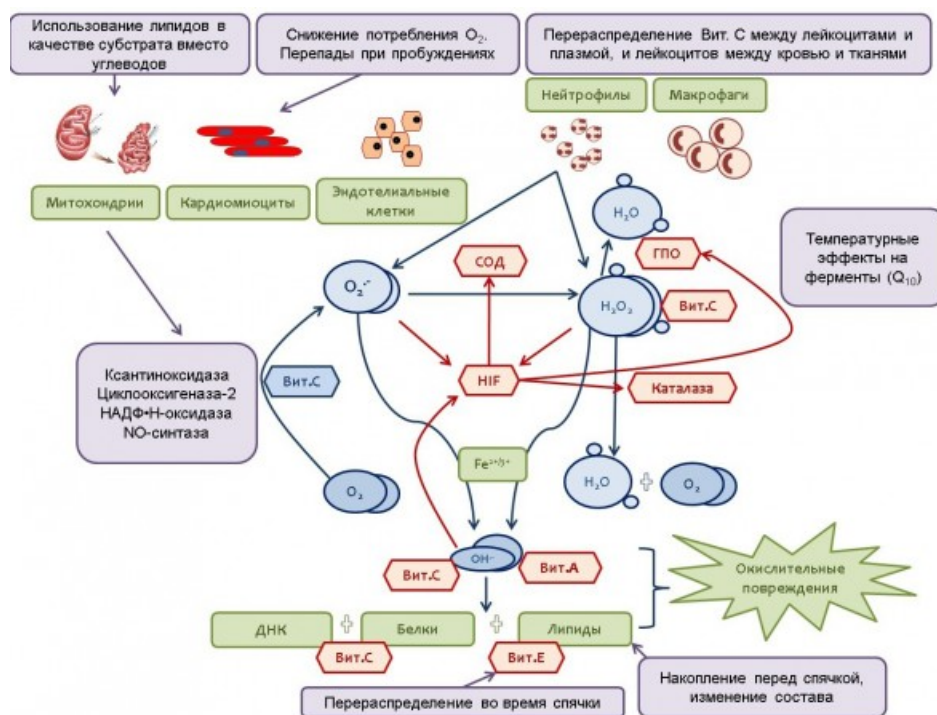 Использование липидов в
качестве субстрата вместо
углеводов
Снижение потребления O₂.
Перепады при пробуждениях
Перераспределение Вит. С между лейкоцитами и
плазмой, и лейкоцитов между кровью и тканями
Нейтрофилы
Макрофаги
Митохондрии
Кардиомиоциты
Эндотелиальные
клетки
H₂O
ГПО
Температурные
эффекты на
ферменты (Q₁₀)
СОД
O₂·⁻
H₂O₂
Вит.С
HIF
Каталаза
Ксантиноксидаза
Циклооксигеназа-2
НАДФ•Н-оксидаза
NO-синтаза
Вит.С
O₂
Fe²⁺/³⁺
H₂O
O₂
OH·
Вит.С
Вит.А
Окислительные
повреждения
ДНК
Белки
Липиды
Вит.С
Вит.Е
Накопление перед спячкой,
изменение состава
Перераспределение во время спячки